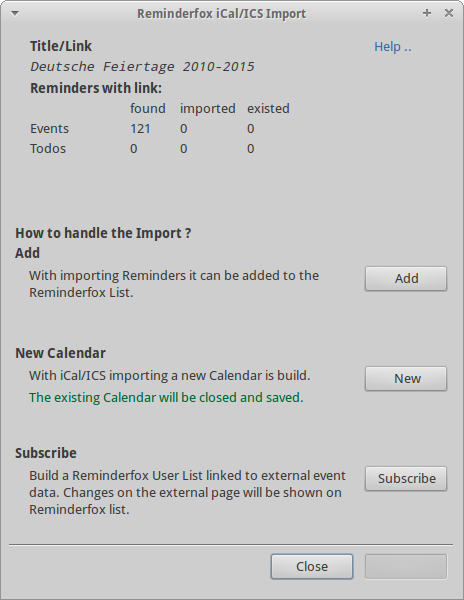 Reminderfox iCal/ICS Import
Title/Link Help ..
Deutsche Feiertage 2010-2015
Reminders with link:
found imported existed
Events 121 0 0
Todos 0 0 0
How to handle the Import ?
Add
With importing Reminders it can be added to the
Reminderfox List.
Add
New Calendar
With iCal/ICS importing a new Calendar is build.
The existing Calendar will be closed and saved.
New
Subscribe
Build a Reminderfox User List linked to external event
data. Changes on the external page will be shown on
Reminderfox list.
Subscribe
Close